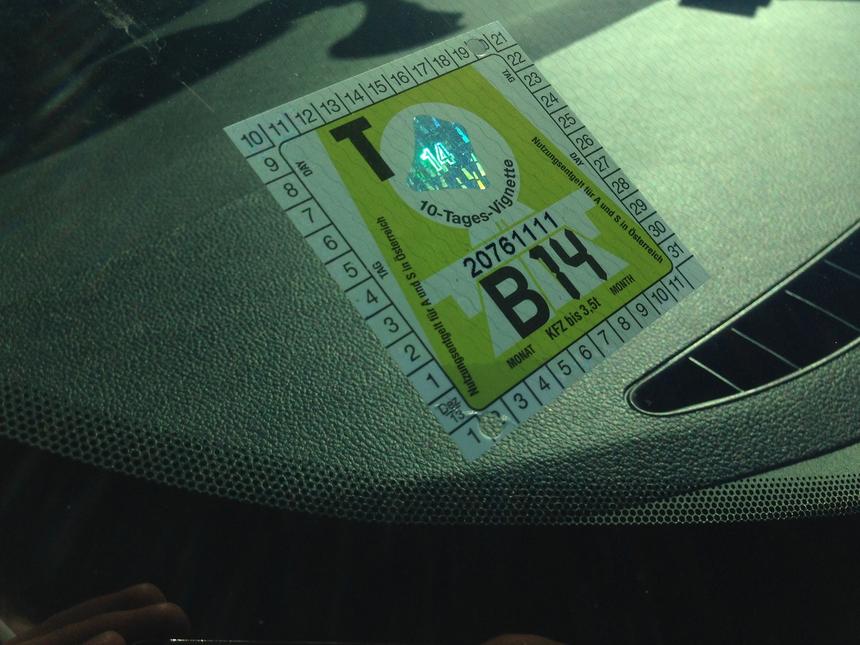 10 11 12 13 14 15 16 17 18 19 21
9 8 7 6 5 4 3 2 1
Dez 13
22 23 24 25 26 27 28 29 30 31
TAG
DAY
T
14
10-Tages-Vignette
20761111
B14
KFZ bis 3,5t
MONAT
MONTH
DAY
TAG
Nutzungsentgelt für A und S in Österreich
Nutzungsentgelt für A und S in Österreich
1 3 4 5 6 7 8 9 10 11